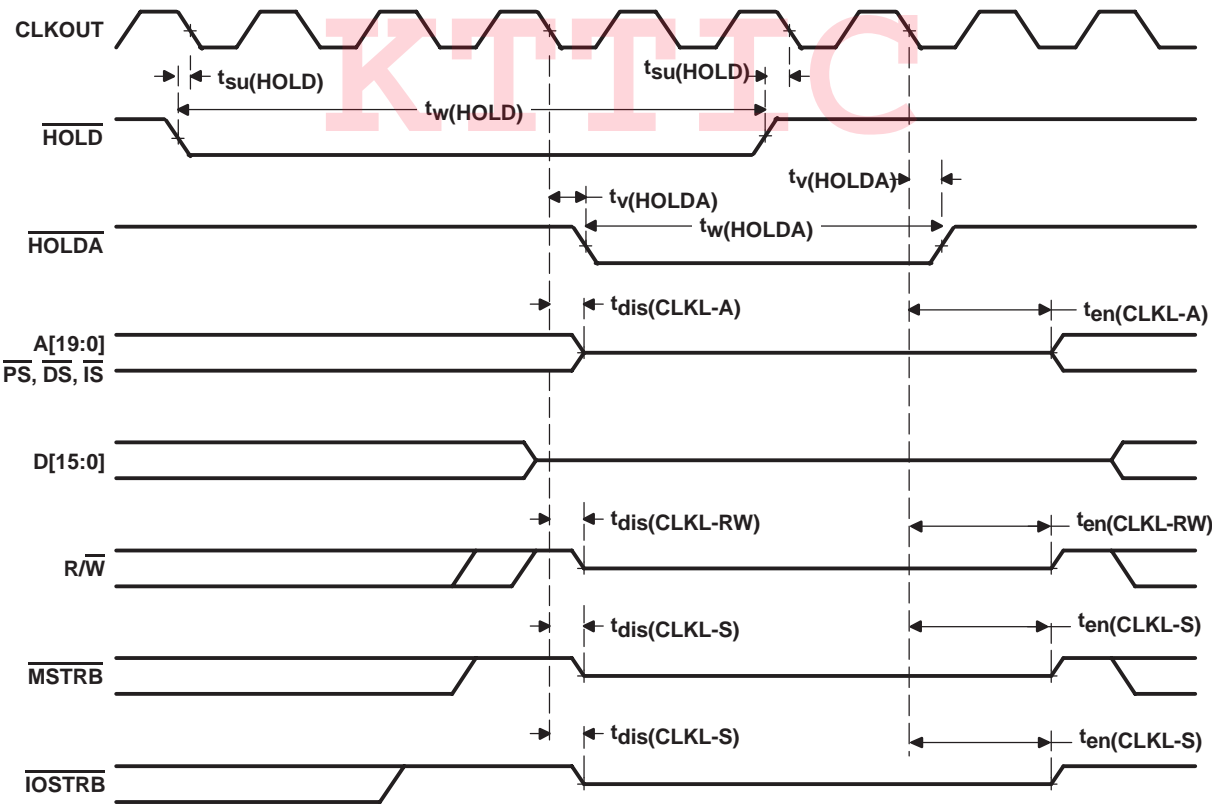 KTTIC
CLKOUT
tsu(HOLD)
tsu(HOLD)
tw(HOLD)
HOLD
tv(HOLDA)
tv(HOLDA)
tw(HOLDA)
HOLDA
tdis(CLKL-A)
ten(CLKL-A)
A[19:0]
PS, DS, IS
D[15:0]
tdis(CLKL-RW)
ten(CLKL-RW)
R/W
tdis(CLKL-S)
ten(CLKL-S)
MSTRB
tdis(CLKL-S)
ten(CLKL-S)
IOSTRB